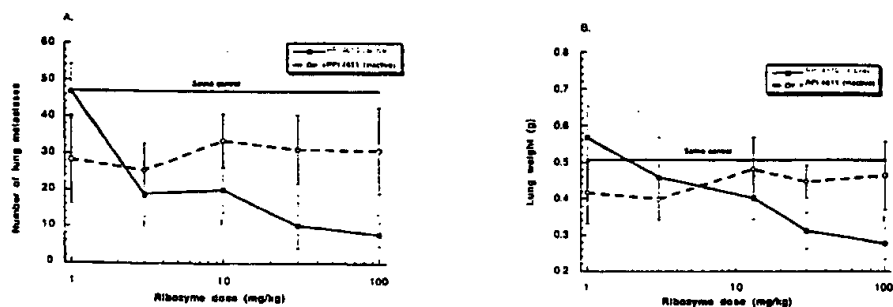 A.
Saline control
Number of lung metastases
60
50
40
30
20
10
0
1
10
100
Ribozyme dose (mg/kg)
B.
Saline control
Lung weight (g)
0.8
0.7
0.6
0.5
0.4
0.3
0.2
1
10
100
Ribozyme dose (mg/kg)